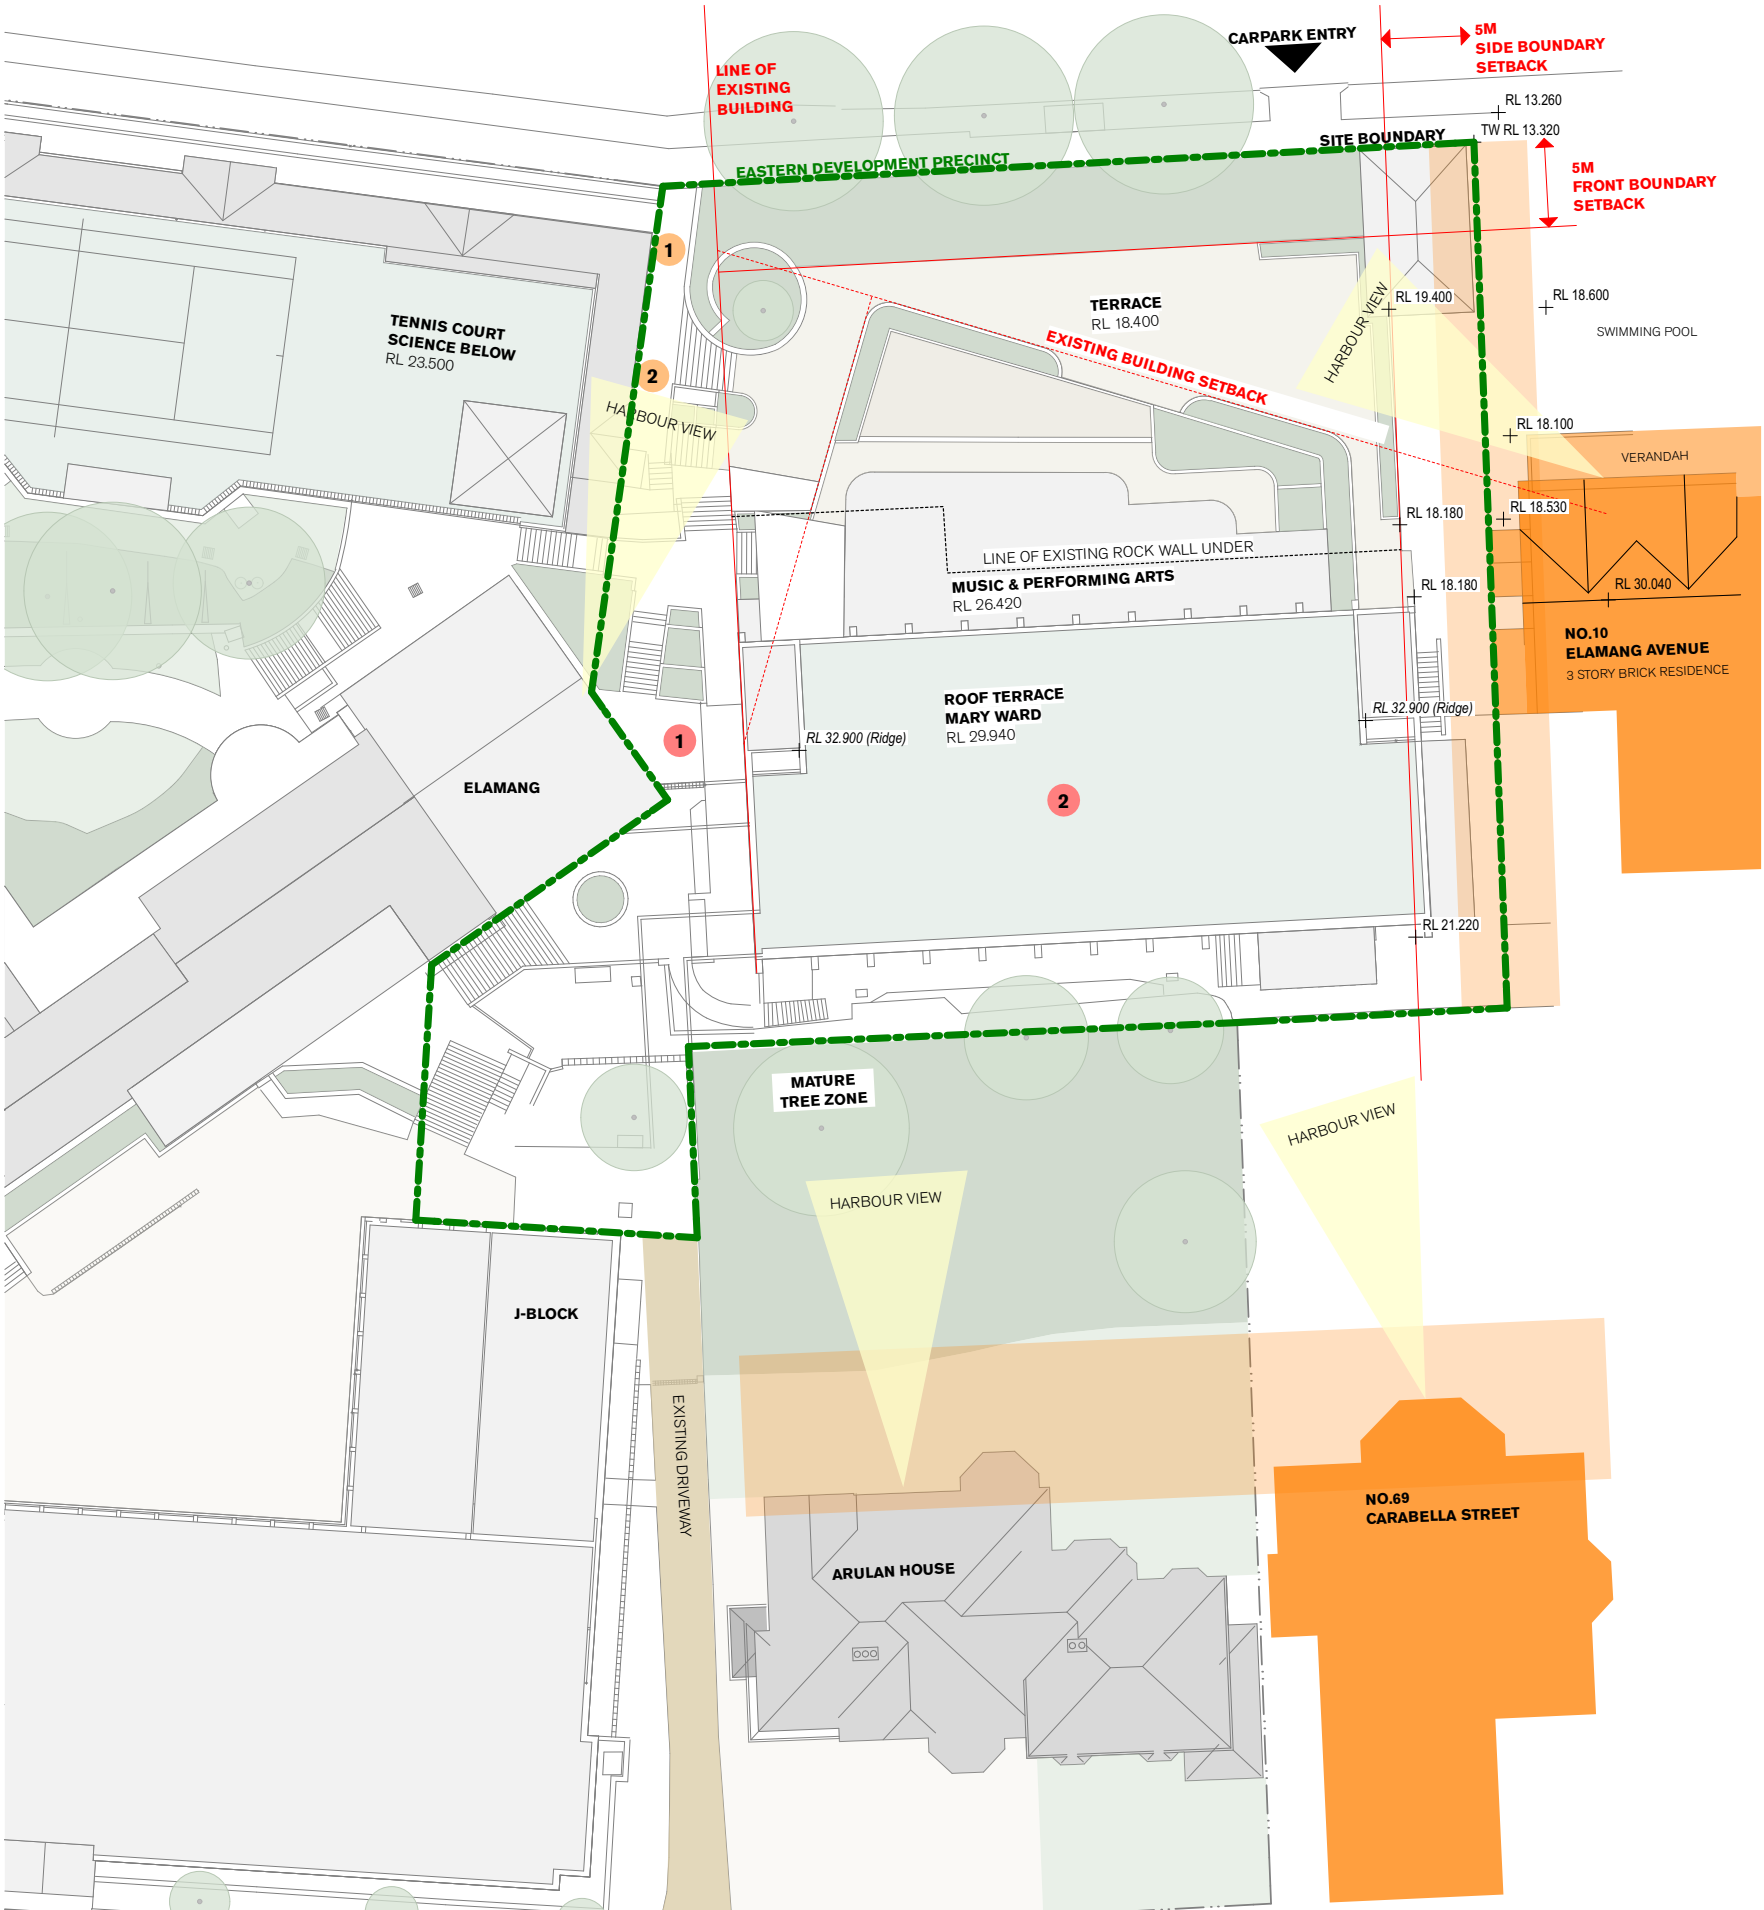 CARPARK ENTRY
5M
SIDE BOUNDARY
SETBACK
LINE OF
EXISTING
BUILDING
RL 13.260
TW RL 13.320
SITE BOUNDARY
EASTERN DEVELOPMENT PRECINCT
5M
FRONT BOUNDARY
SETBACK
1
TERRACE
RL 18.400
RL 19.400
RL 18.600
SWIMMING POOL
HARBOUR VIEW
TENNIS COURT
SCIENCE BELOW
RL 23.500
EXISTING BUILDING SETBACK
2
HARBOUR VIEW
RL 18.100
VERANDAH
RL 18.180
RL 18.530
LINE OF EXISTING ROCK WALL UNDER
MUSIC & PERFORMING ARTS
RL 26.420
RL 18.180
RL 30.040
NO.10
ELAMANG AVENUE
3 STORY BRICK RESIDENCE
ROOF TERRACE
MARY WARD
RL 29.940
RL 32.900 (Ridge)
RL 32.900 (Ridge)
1
ELAMANG
2
RL 21.220
MATURE
TREE ZONE
HARBOUR VIEW
HARBOUR VIEW
J-BLOCK
EXISTING DRIVEWAY
NO.69
CARABELLA STREET
ARULAN HOUSE